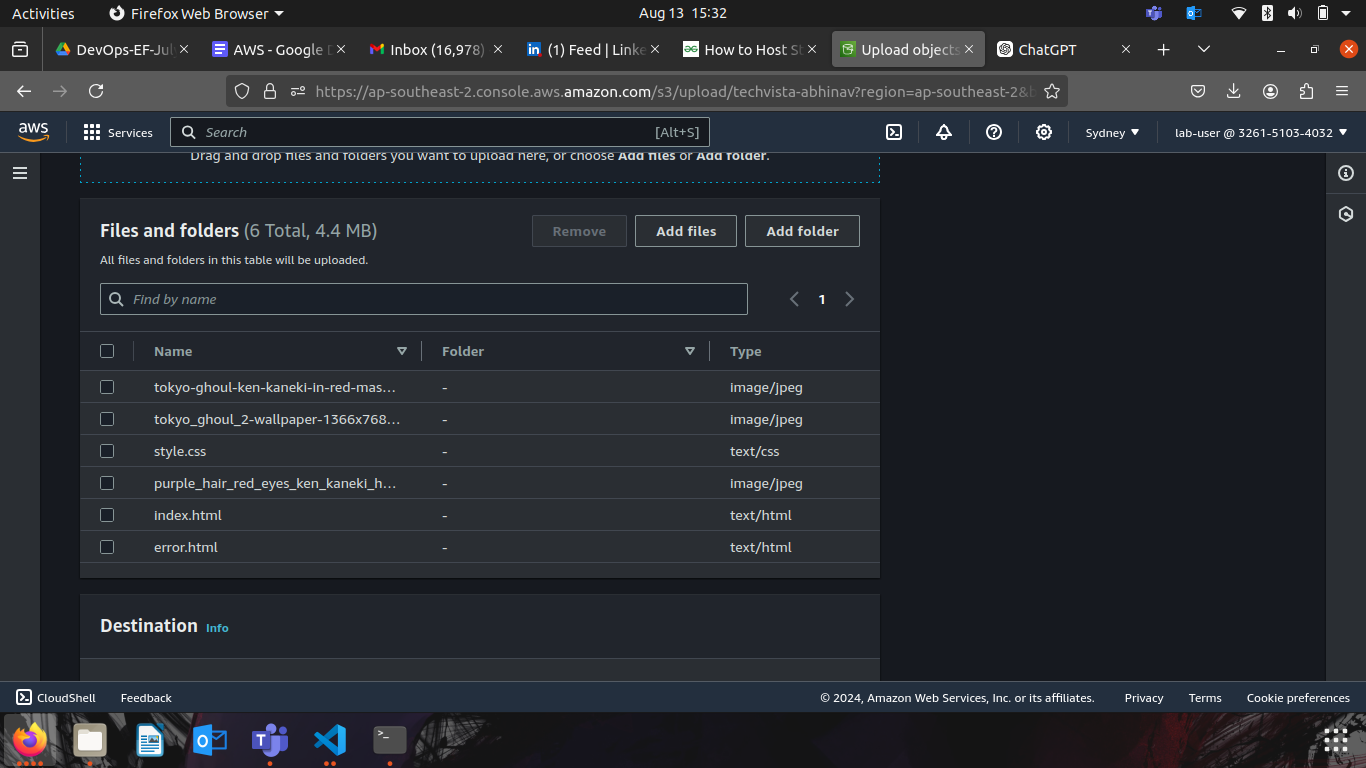 Activities Firefox Web Browser Aug 13 15:32
DevOps-EF-Jul AWS - Google D Inbox (16,978) (1) Feed | Linke How to Host St Upload objects ChatGPT
https://ap-southeast-2.console.aws.amazon.com/s3/upload/techvista-abhinav?region=ap-southeast-2&b
aws Services Search [Alt+S] Sydney lab-user @ 3261-5103-4032
Drag and drop files and folders you want to upload here, or choose Add files or Add folder.
Files and folders (6 Total, 4.4 MB) Remove Add files Add folder
All files and folders in this table will be uploaded.
Find by name 1
Name Folder Type
tokyo-ghoul-ken-kaneki-in-red-mas... - image/jpeg
tokyo_ghoul_2-wallpaper-1366x768... - image/jpeg
style.css - text/css
purple_hair_red_eyes_ken_kaneki_h... - image/jpeg
index.html - text/html
error.html - text/html
Destination Info
CloudShell Feedback © 2024, Amazon Web Services, Inc. or its affiliates. Privacy Terms Cookie preferences